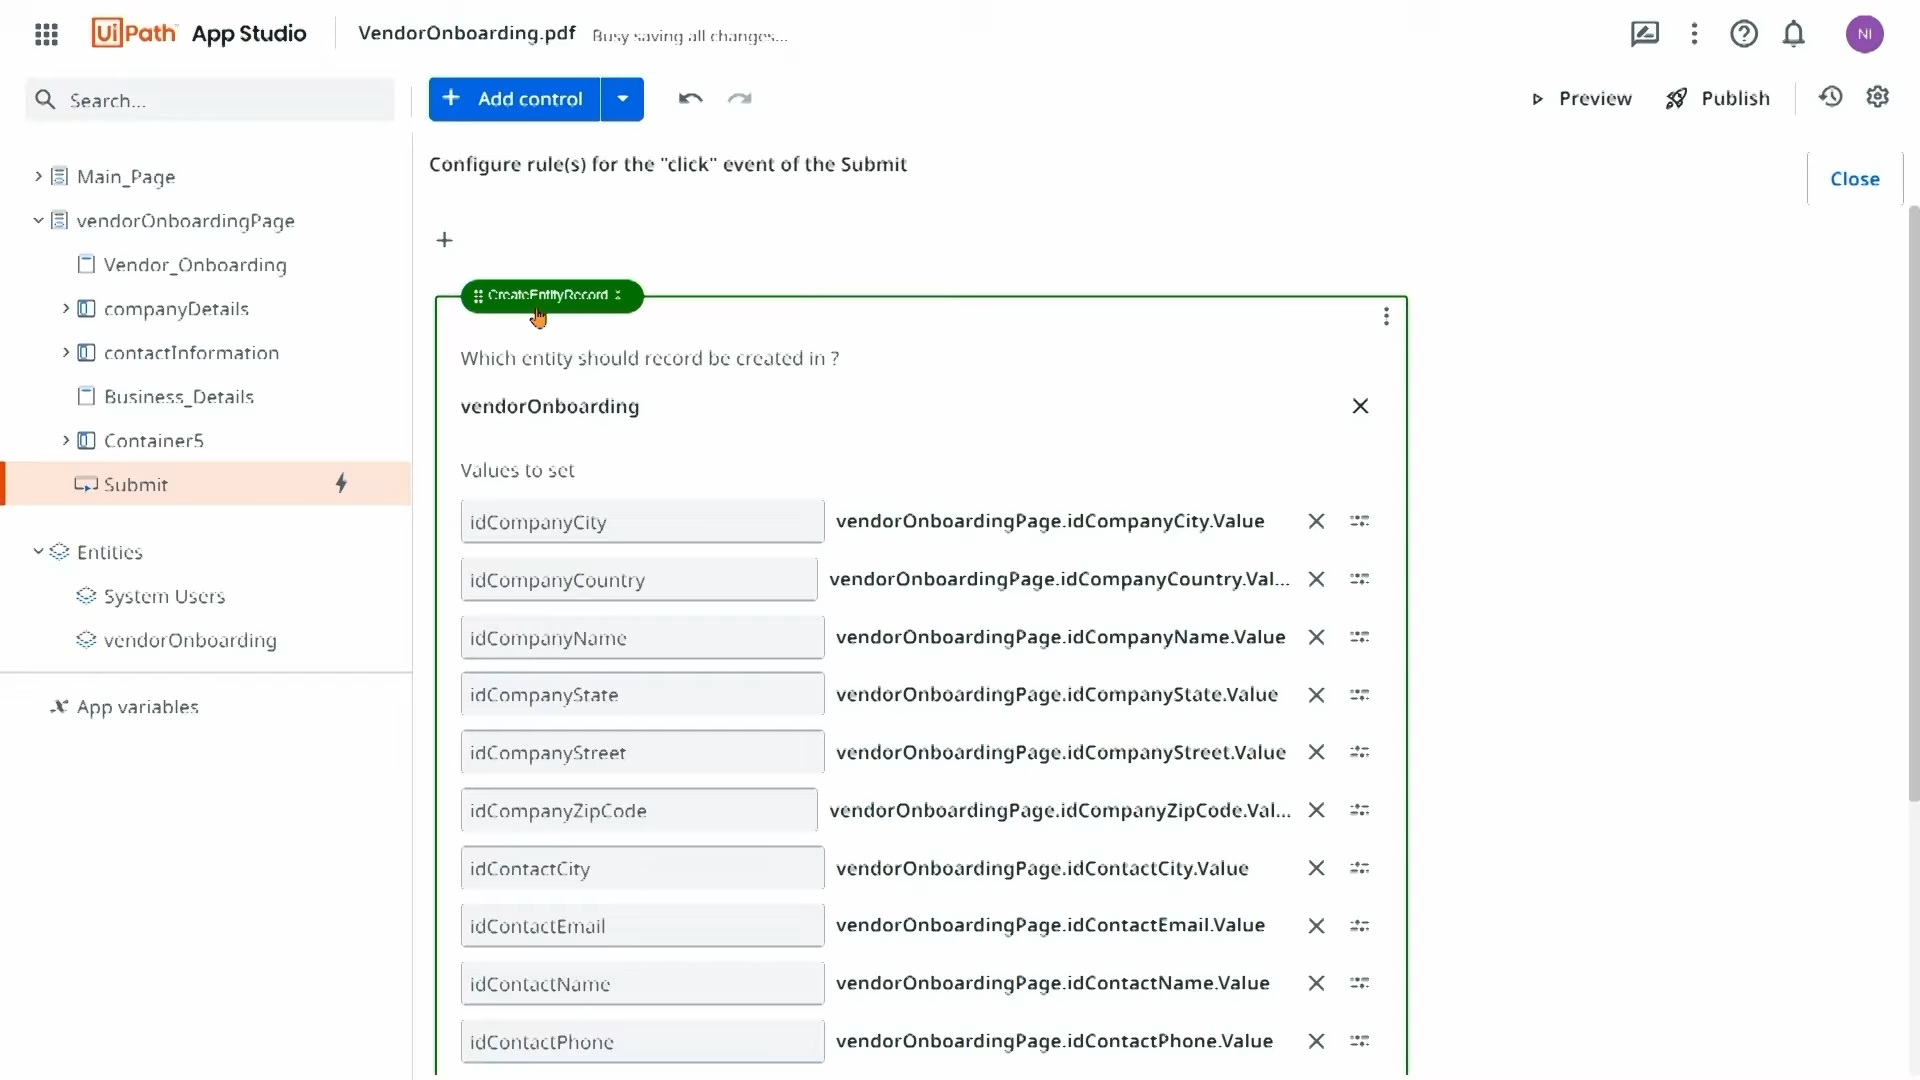 UiPath App Studio VendorOnboarding.pdf Busy saving all changes... NI
Search... Add control Preview Publish
Configure rule(s) for the "click" event of the Submit
Close
Main_Page
vendorOnboardingPage
Vendor_Onboarding
companyDetails
contactInformation
Business_Details
Container5
Submit
Entities
System Users
vendorOnboarding
App variables
CreateEntityRecord
Which entity should record be created in ?
vendorOnboarding
Values to set
idCompanyCity vendorOnboardingPage.idCompanyCity.Value
idCompanyCountry vendorOnboardingPage.idCompanyCountry.Val...
idCompanyName vendorOnboardingPage.idCompanyName.Value
idCompanyState vendorOnboardingPage.idCompanyState.Value
idCompanyStreet vendorOnboardingPage.idCompanyStreet.Value
idCompanyZipCode vendorOnboardingPage.idCompanyZipCode.Val...
idContactCity vendorOnboardingPage.idContactCity.Value
idContactEmail vendorOnboardingPage.idContactEmail.Value
idContactName vendorOnboardingPage.idContactName.Value
idContactPhone vendorOnboardingPage.idContactPhone.Value